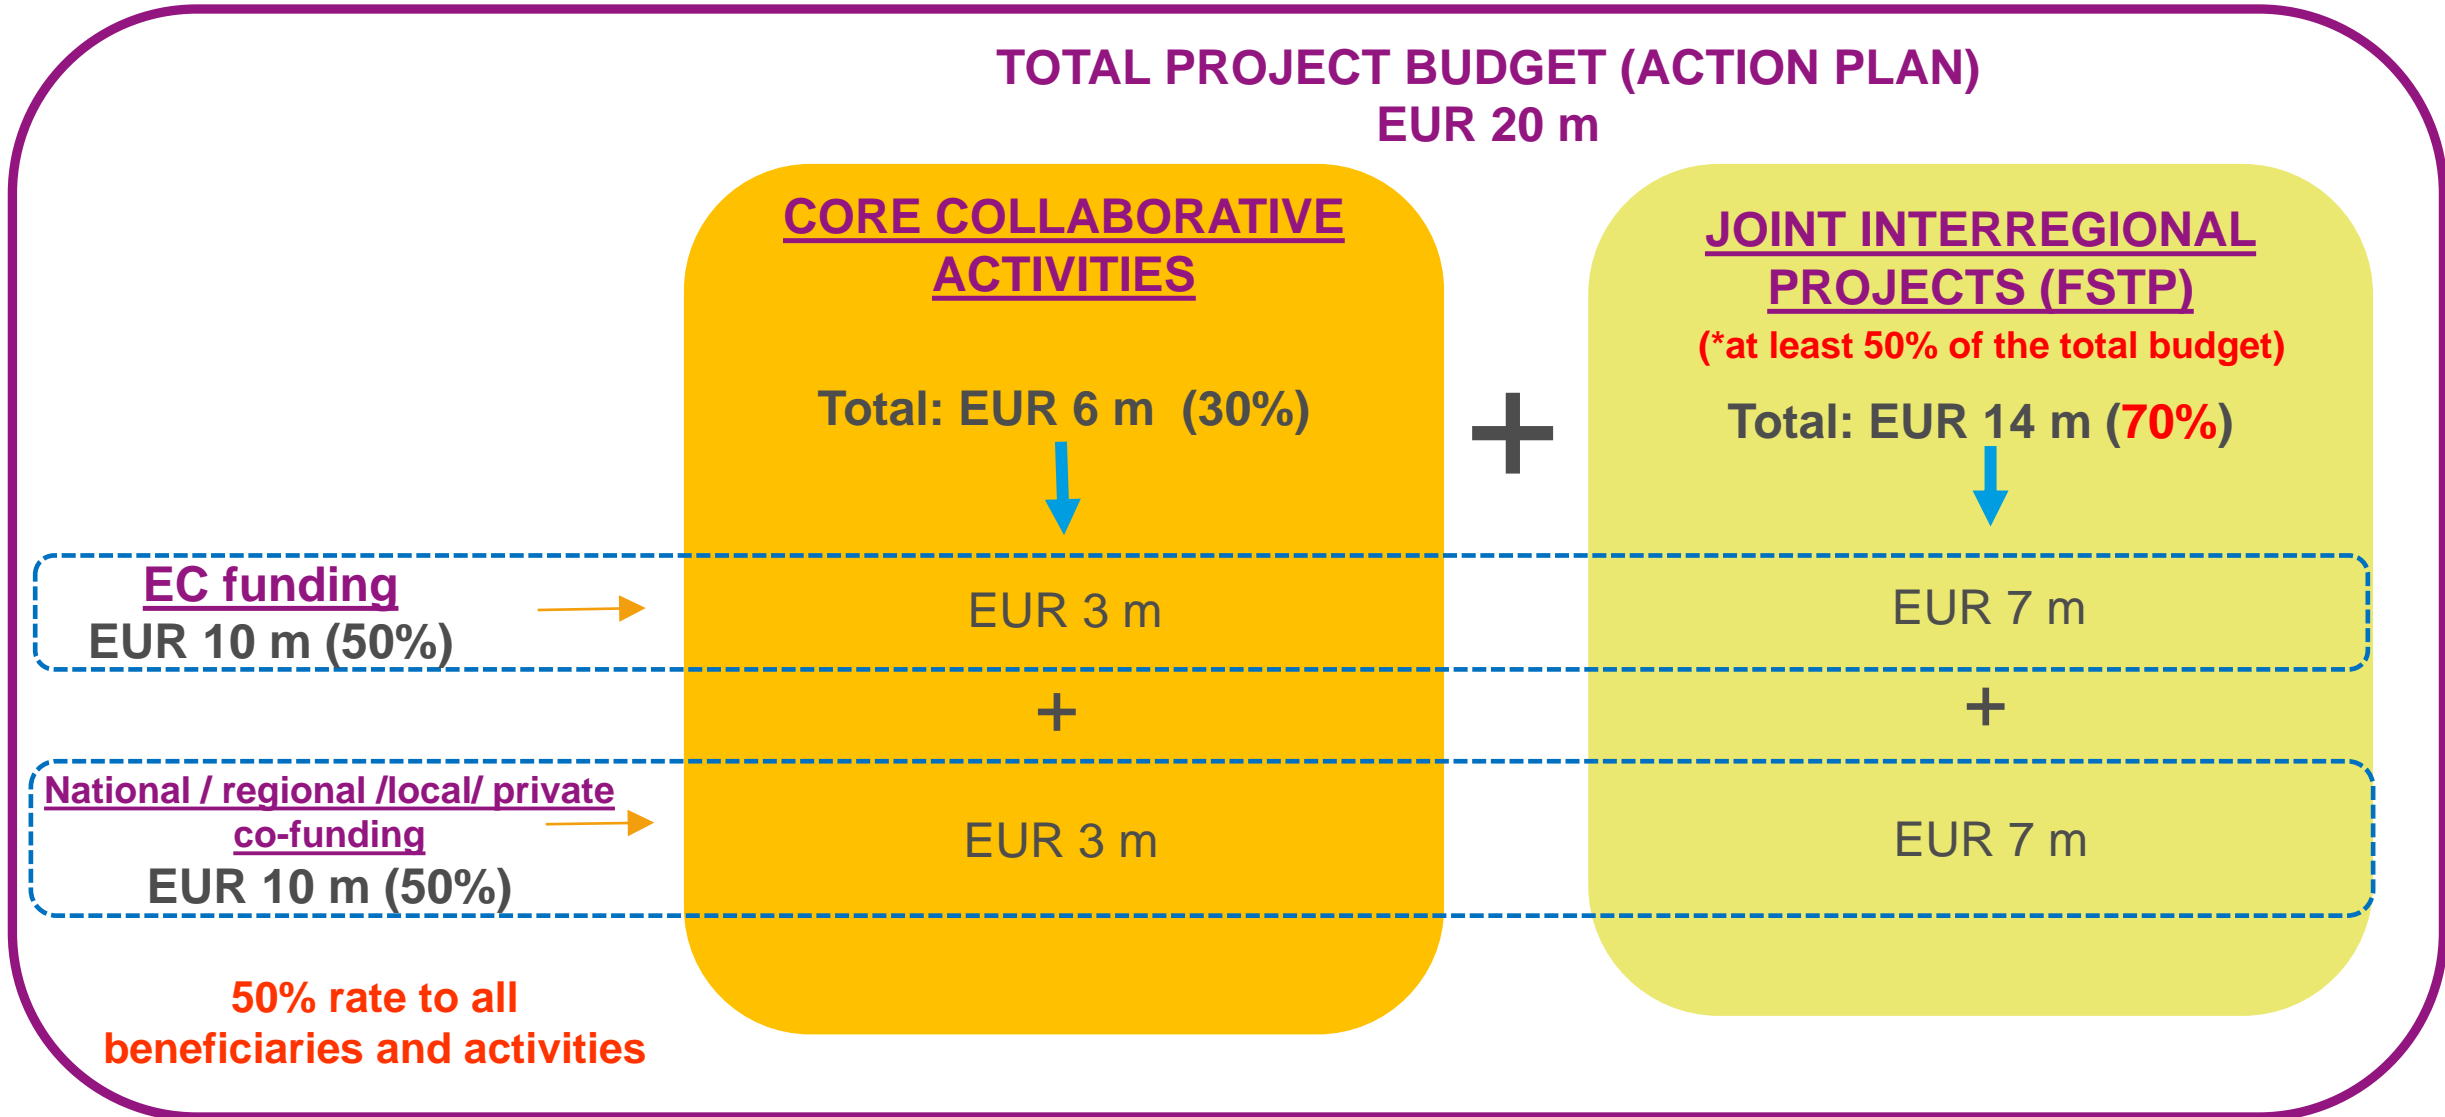 TOTAL PROJECT BUDGET (ACTION PLAN)
EUR 20 m
CORE COLLABORATIVE
ACTIVITIES
Total: EUR 6 m (30%)
+
JOINT INTERREGIONAL
PROJECTS (FSTP)
(*at least 50% of the total budget)
Total: EUR 14 m (70%)
EC funding
EUR 10 m (50%)
EUR 3 m
EUR 7 m
+
+
National / regional /local/ private
co-funding
EUR 10 m (50%)
EUR 3 m
EUR 7 m
50% rate to all
beneficiaries and activities